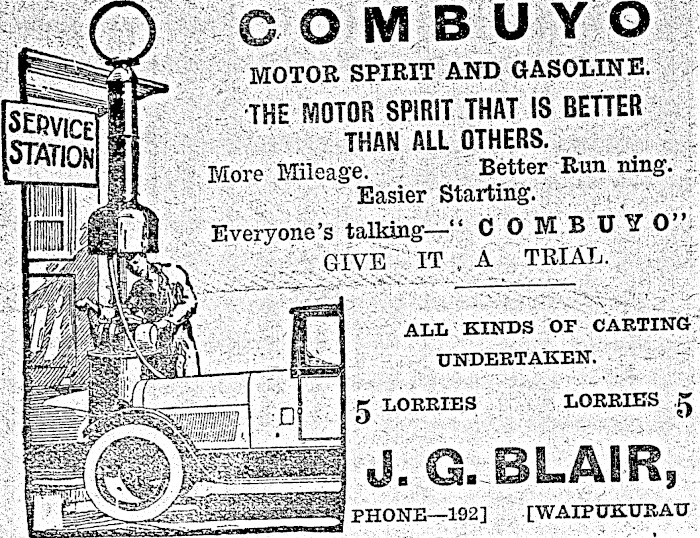 COMBUYO
MOTOR SPIRIT AND GASOLINE.
THE MOTOR SPIRIT THAT IS BETTER
THAN ALL OTHERS.
More Mileage. Better Run ning.
Easier Starting.
Everyone's talking—“COMBUYO”
GIVE IT A TRIAL.
SERVICE
STATION
ALL KINDS OF CARTING
UNDERTAKEN.
5 LORRIES LORRIES 5
J. G. BLAIR,
PHONE—192] [WAIPUKURAU